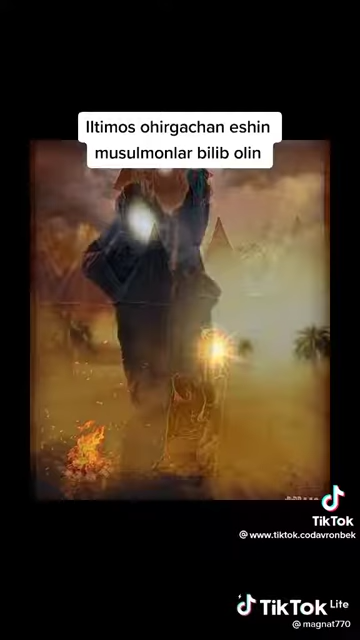 Iltimos ohirgachan eshin
musulmonlar bilib olin
TikTok
@ www.tiktok.codavronbek
TikTok Lite
@ magnat770